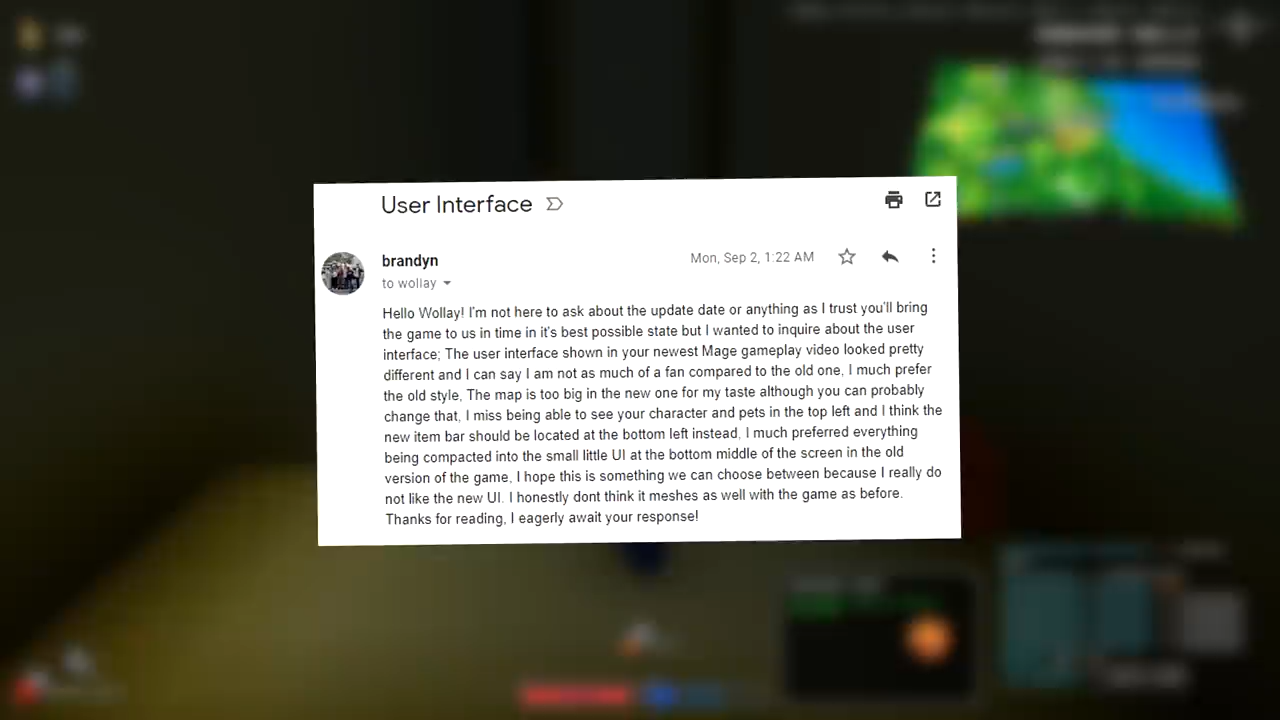 User Interface
brandyn
Mon, Sep 2, 1:22 AM
to wollay
Hello Wollay! I'm not here to ask about the update date or anything as I trust you'll bring
the game to us in time in it's best possible state but I wanted to inquire about the user
interface; The user interface shown in your newest Mage gameplay video looked pretty
different and I can say I am not as much of a fan compared to the old one, I much prefer
the old style, The map is too big in the new one for my taste although you can probably
change that, I miss being able to see your character and pets in the top left and I think the
new item bar should be located at the bottom left instead, I much preferred everything
being compacted into the small little UI at the bottom middle of the screen in the old
version of the game, I hope this is something we can choose between because I really do
not like the new UI. I honestly dont think it meshes as well with the game as before.
Thanks for reading, I eagerly await your response!